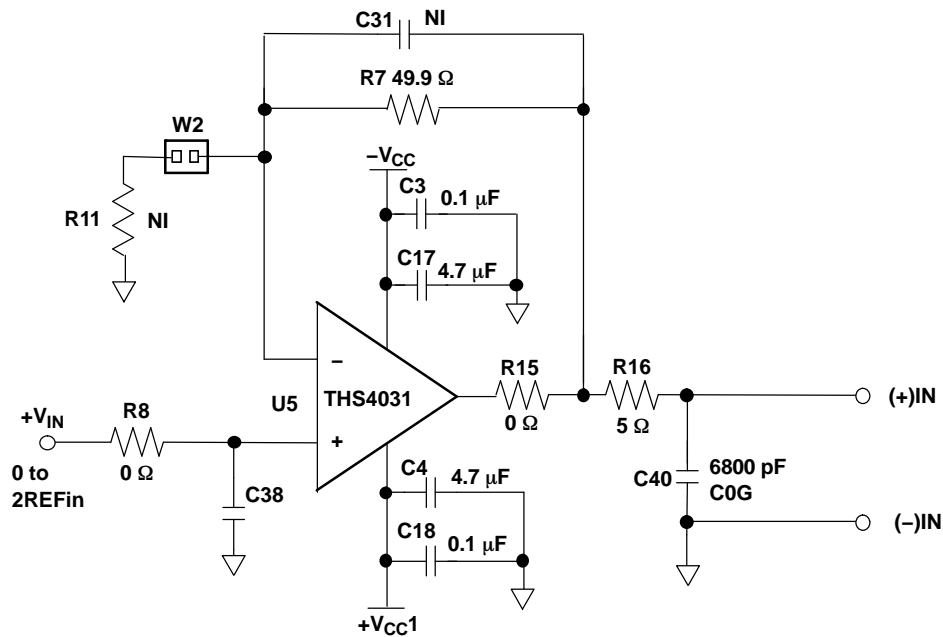 C31 NI
R7 49.9 Ω
W2
−VCC
C3
0.1 μF
R11 NI
C17
4.7 μF
−
R15
R16
U5
THS4031
(+)IN
+VIN
R8
+
0 Ω
5 Ω
0 Ω
0 to
2REFin
C38
C4
4.7 μF
C40
6800 pF
C0G
C18
0.1 μF
(−)IN
+VCC1